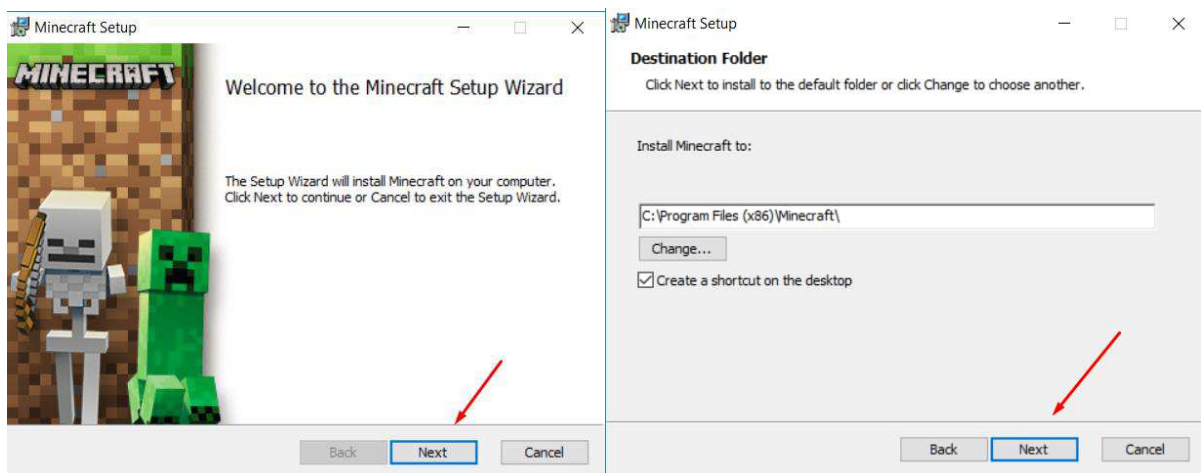 Minecraft Setup
MINECRAFT
Welcome to the Minecraft Setup Wizard
The Setup Wizard will install Minecraft on your computer.
Click Next to continue or Cancel to exit the Setup Wizard.
Back
Next
Cancel
Minecraft Setup
Destination Folder
Click Next to install to the default folder or click Change to choose another.
Install Minecraft to:
C:\Program Files (x86)\Minecraft\
Change...
Create a shortcut on the desktop
Back
Next
Cancel